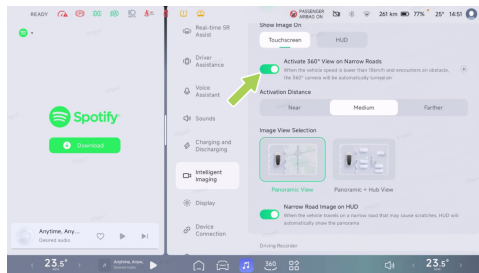 READY
PASSENGER
AIRBAG ON
261 km
77%
25°
14:51
Spotify
Download
Anytime, Any...
Desired audio
Real-time SR
Assist
Driver
Assistance
Voice
Assistant
Sounds
Charging and
Discharging
Intelligent
Imaging
Display
Device
Connection
Show Image On
Touchscreen
HUD
Activate 360° View on Narrow Roads
When the vehicle speed is lower than 15km/h and encounters an obstacle,
the 360° camera will be automatically turned on
Activation Distance
Near
Medium
Farther
Image View Selection
Panoramic View
Panoramic + Hub View
Narrow Road Image on HUD
When the vehicle travels on a narrow road that may cause scratches, HUD will
automatically show the panorama
Driving Recorder
23.5°
Anytime, Anyw..
Desired audio
360
23.5°